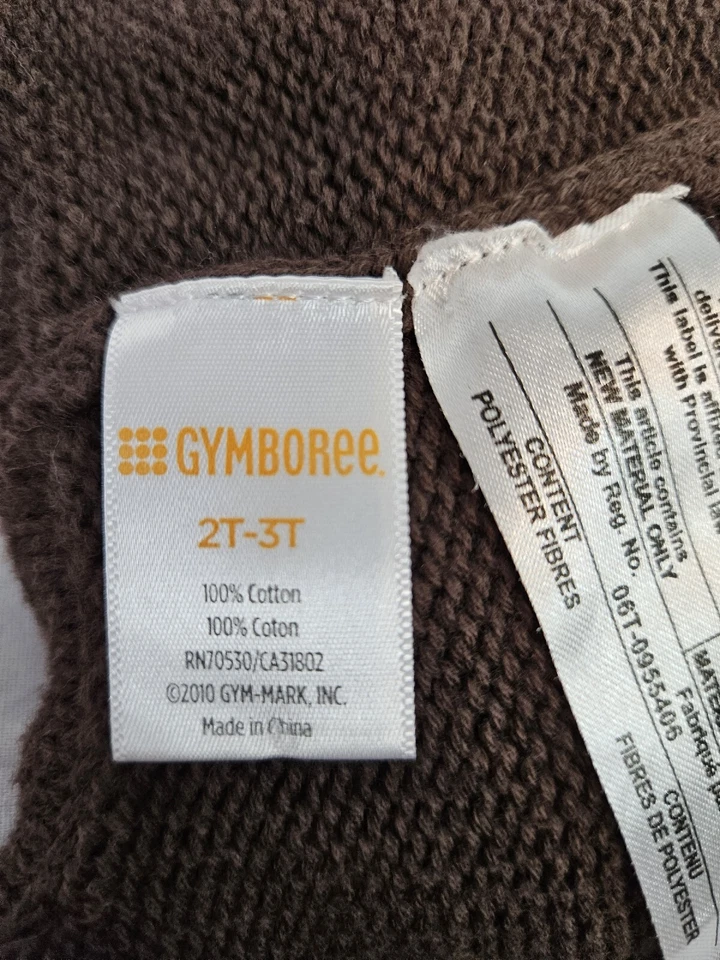 GYMBOREE
2T-3T
100% Cotton
100% Coton
RN70530/CA31802
©2010 GYM-MARK, INC.
Made in China
This label is
with Provincial
This article contains
NEW MATERIAL ONLY
Made by Reg. No. 06T-0955406
CONTENT
POLYESTER FIBRES
Fabriqué
CONTENU
FIBRES DE POLYESTER